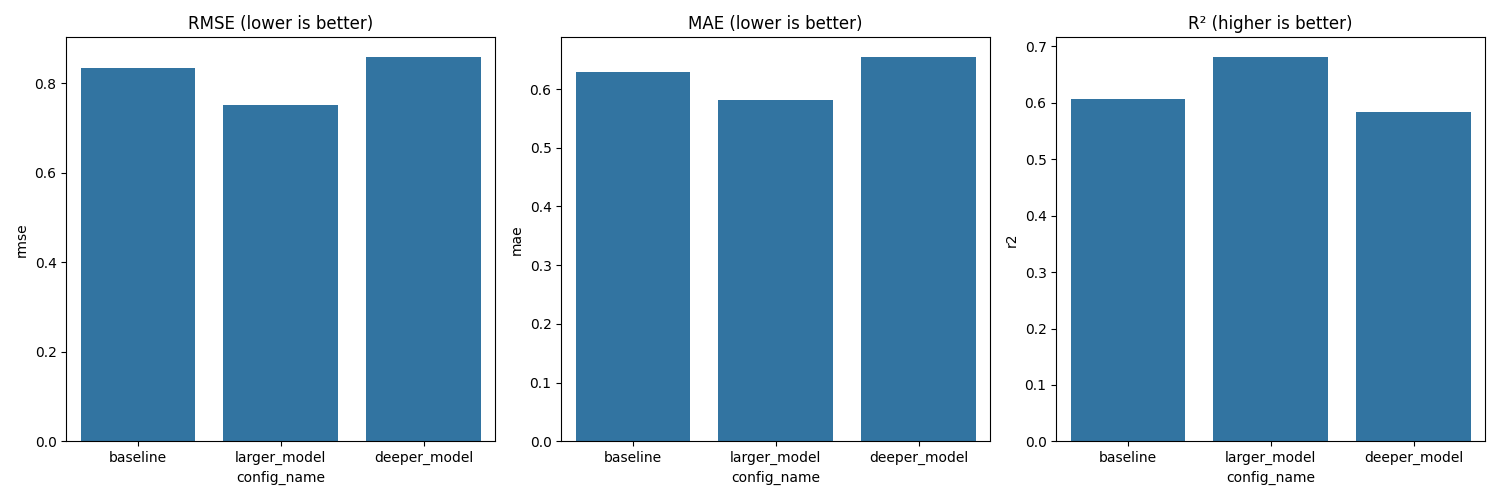 RMSE (lower is better)
0.8
0.6
0.4
0.2
0.0
rmse
baseline larger_model deeper_model
config_name
MAE (lower is better)
0.6
0.5
0.4
0.3
0.2
0.1
0.0
mae
baseline larger_model deeper_model
config_name
R² (higher is better)
0.7
0.6
0.5
0.4
0.3
0.2
0.1
0.0
r2
baseline larger_model deeper_model
config_name